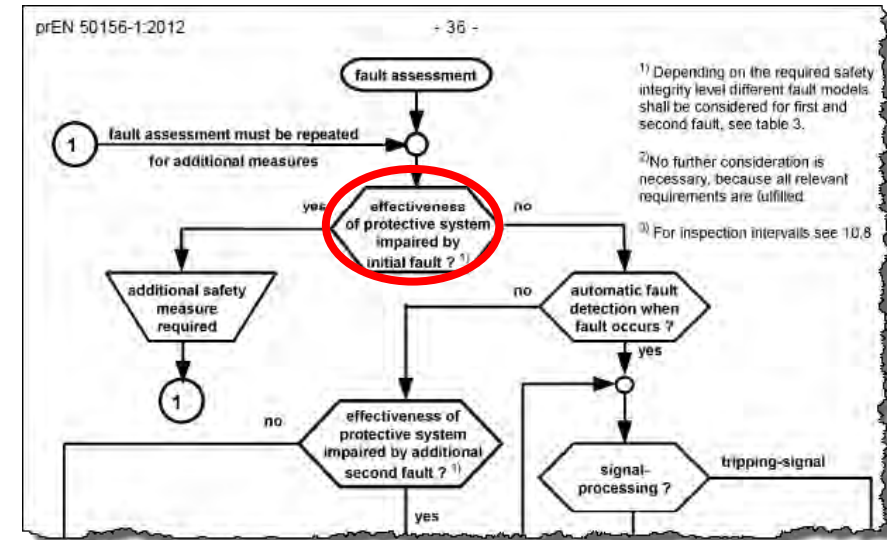 prEN 50156-1:2012
- 36 -
fault assessment
1) Depending on the required safety
integrity level different fault models
shall be considered for first and
second fault, see table 3.
2)No further consideration is
necessary, because all relevant
requirements are fulfilled
3) For inspection intervalls see 10.8
1
fault assessment must be repeated
for additional measures
yes
effectiveness
of protective system
impaired by
initial fault ? 1)
no
additional safety
measure
required
1
no
automatic fault
detection when
fault occurs ?
yes
no
effectiveness of
protective system
impaired by additional
second fault ? 1)
yes
signal-
processing ?
tripping-signal